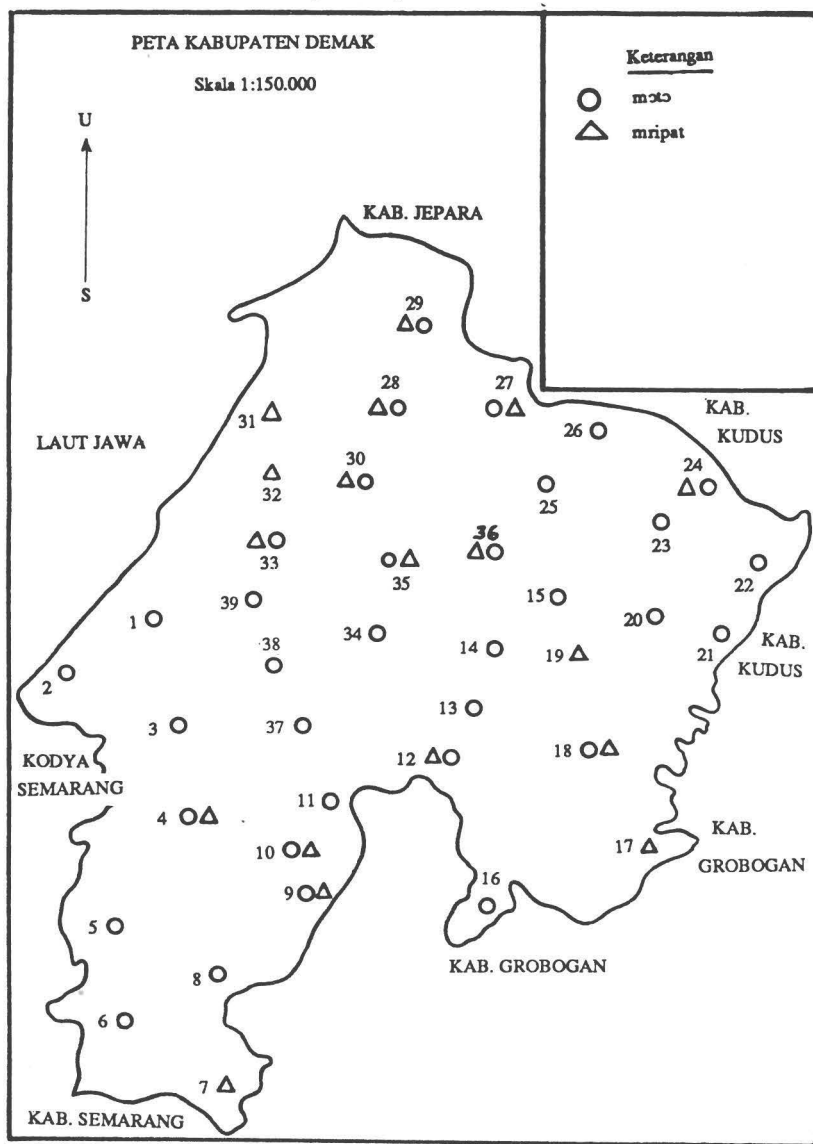 PETA KABUPATEN DEMAK
Skala 1:150.000
Keterangan
mɔtɔ
mripat
U
S
KAB. JEPARA
29
28
27
KAB.
KUDUS
26
31
LAUT JAWA
30
24
32
25
23
36
33
35
22
39
15
1
20
34
38
14
19
21
KAB.
KUDUS
2
13
3
37
18
12
KODYA
SEMARANG
11
4
KAB.
GROBOGAN
17
10
9
16
5
KAB. GROBOGAN
8
6
7
KAB. SEMARANG